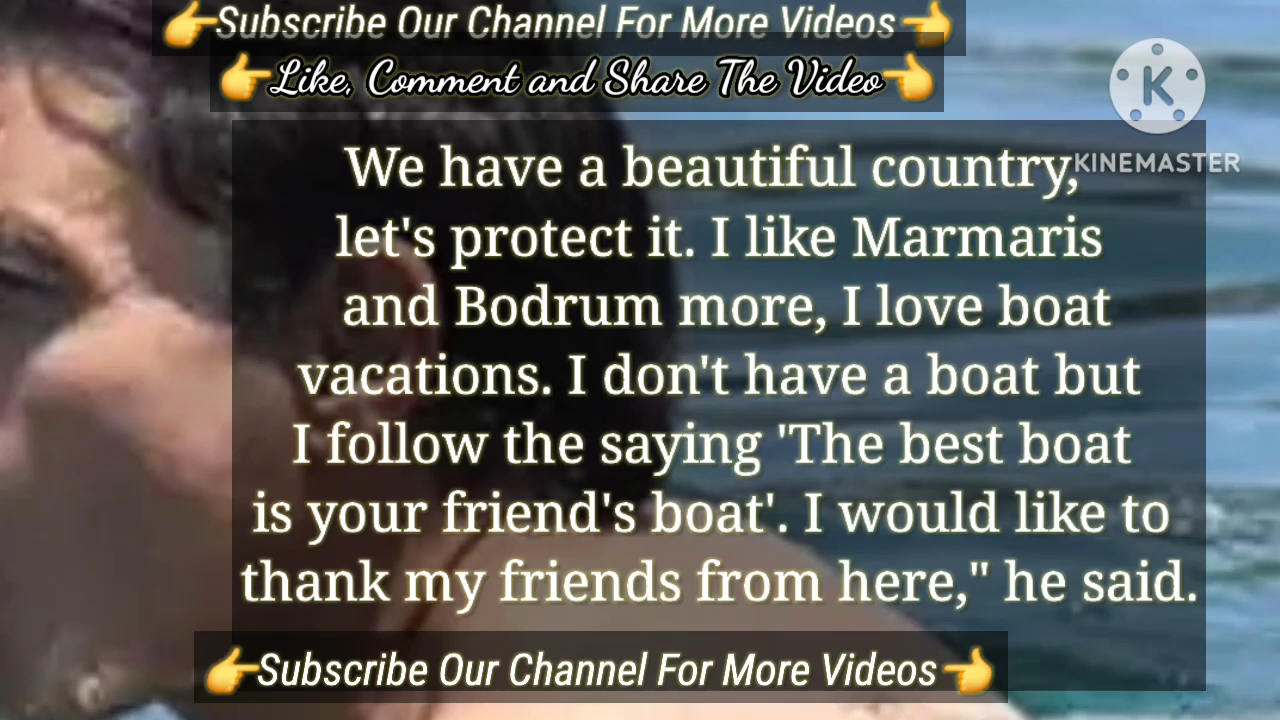 👉Subscribe Our Channel For More Videos👈
👉Like, Comment and Share The Video👈
K
KINEMASTER
We have a beautiful country,
let's protect it. I like Marmaris
and Bodrum more, I love boat
vacations. I don't have a boat but
I follow the saying 'The best boat
is your friend's boat'. I would like to
thank my friends from here," he said.
👉Subscribe Our Channel For More Videos👈